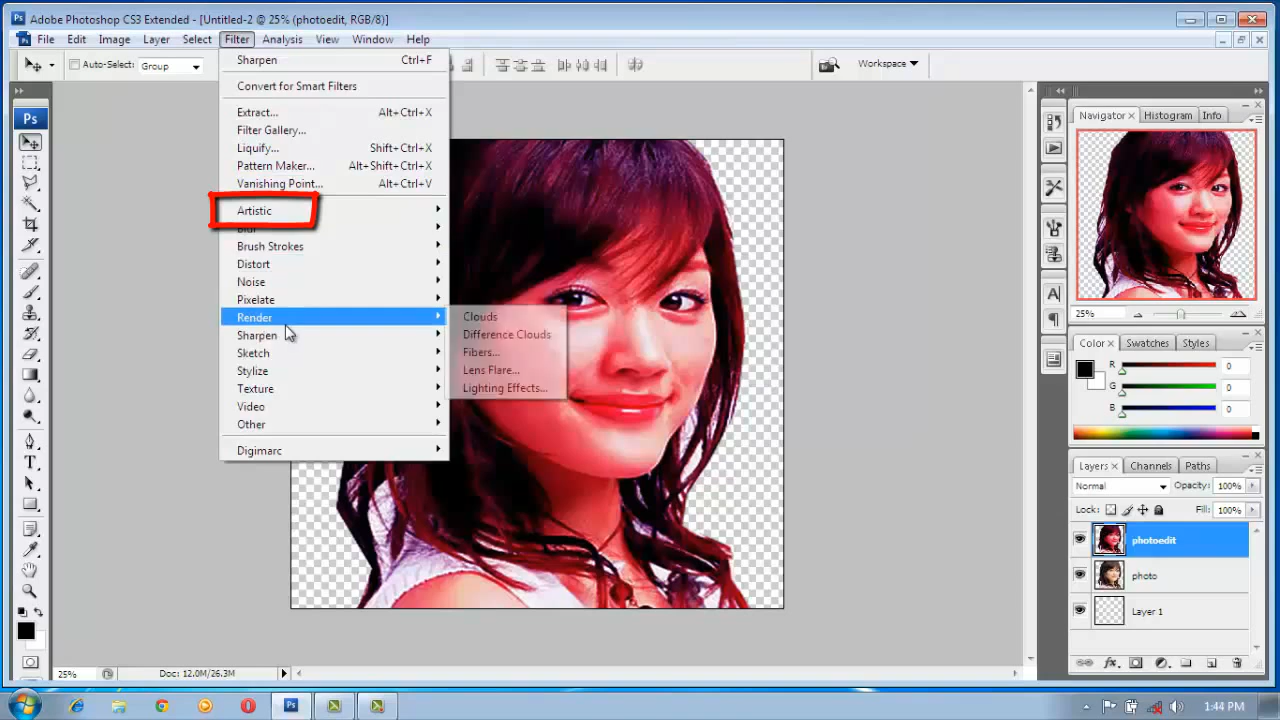 Adobe Photoshop CS3 Extended - [Untitled-2 @ 25% (photoedit, RGB/8)]
File Edit Image Layer Select Filter Analysis View Window Help
Auto-Select: Group Workspace
Sharpen Ctrl+F
Convert for Smart Filters
Extract... Alt+Ctrl+X
Filter Gallery...
Liquify... Shift+Ctrl+X
Pattern Maker... Alt+Shift+Ctrl+X
Vanishing Point... Alt+Ctrl+V
Artistic
Blur
Brush Strokes
Distort
Noise
Pixelate
Render
Sharpen
Sketch
Stylize
Texture
Video
Other
Digimarc
Clouds
Difference Clouds
Fibers...
Lens Flare...
Lighting Effects...
Ps
Navigator Histogram Info
25%
Color Swatches Styles
R 0
G 0
B 0
Layers Channels Paths
Normal Opacity: 100%
Lock: Fill: 100%
photoedit
photo
Layer 1
25% Doc: 12.0M/26.3M
1:44 PM